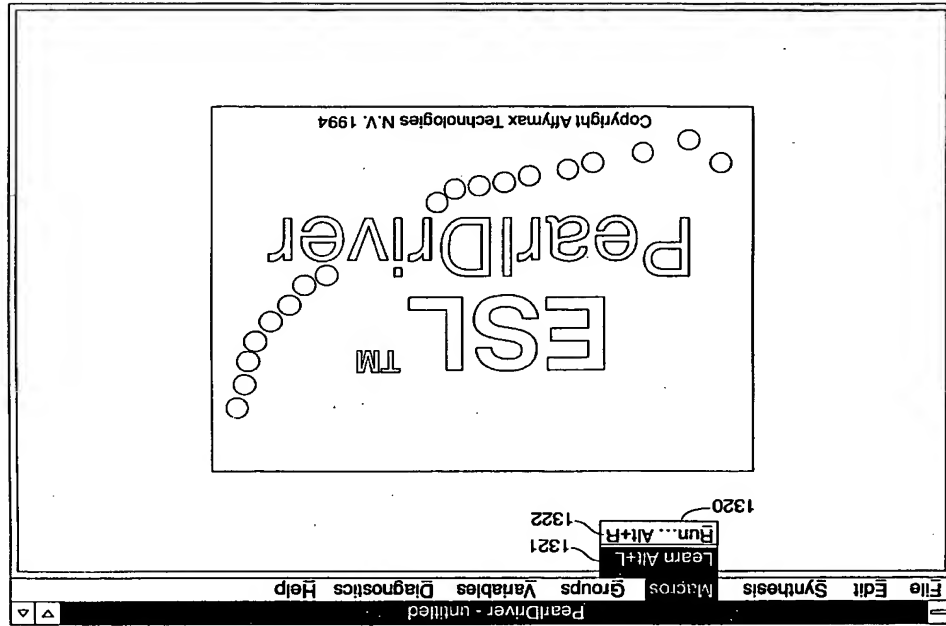 PearlDriver - untitled
File Edit Synthesis Macros Groups Variables Diagnostics Help
Learn Alt+L 1321
Run... Alt+R 1322
1320
ESL TM
PearlDriver
Copyright Affymax Technologies N.V. 1994